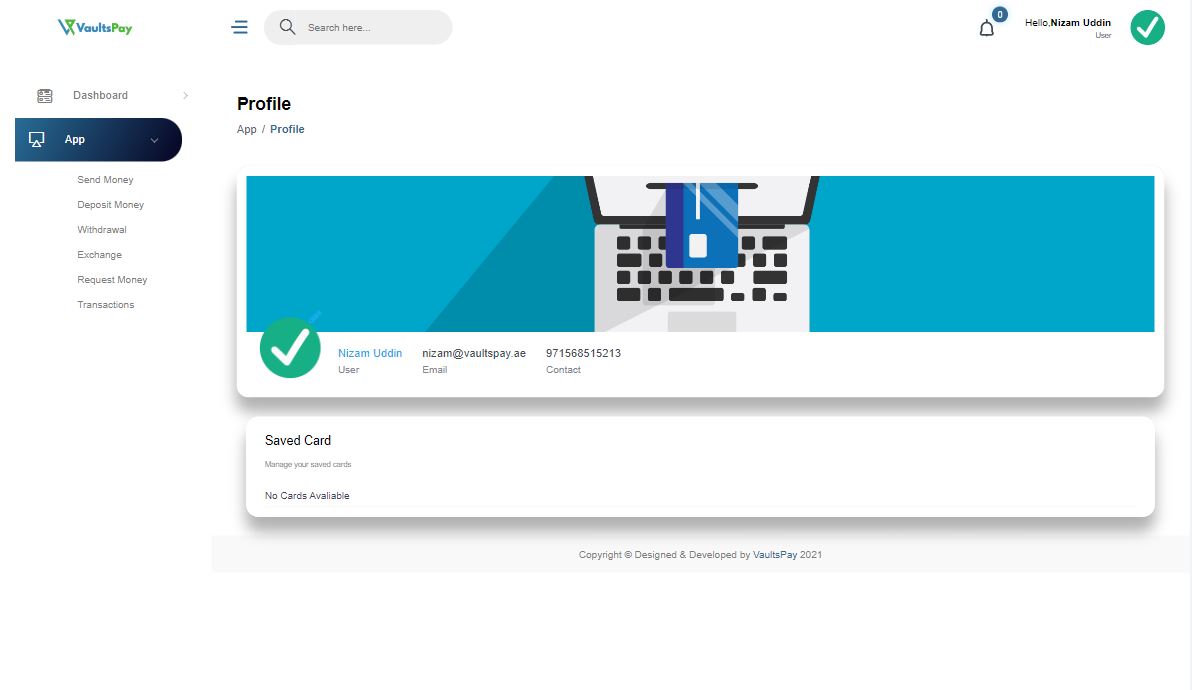 VaultsPay
Search here...
0
Hello,Nizam Uddin
User
Dashboard
App
Send Money
Deposit Money
Withdrawal
Exchange
Request Money
Transactions
Profile
App / Profile
Nizam Uddin
User
nizam@vaultspay.ae
Email
971568515213
Contact
Saved Card
Manage your saved cards
No Cards Avaliable
Copyright © Designed & Developed by VaultsPay 2021